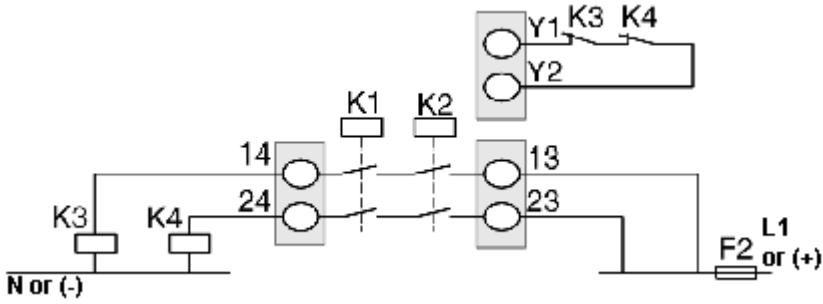 Y1 K3 K4
Y2
K1 K2
14 13
24 23
K3 K4
F2 L1
or (+)
N or (-)